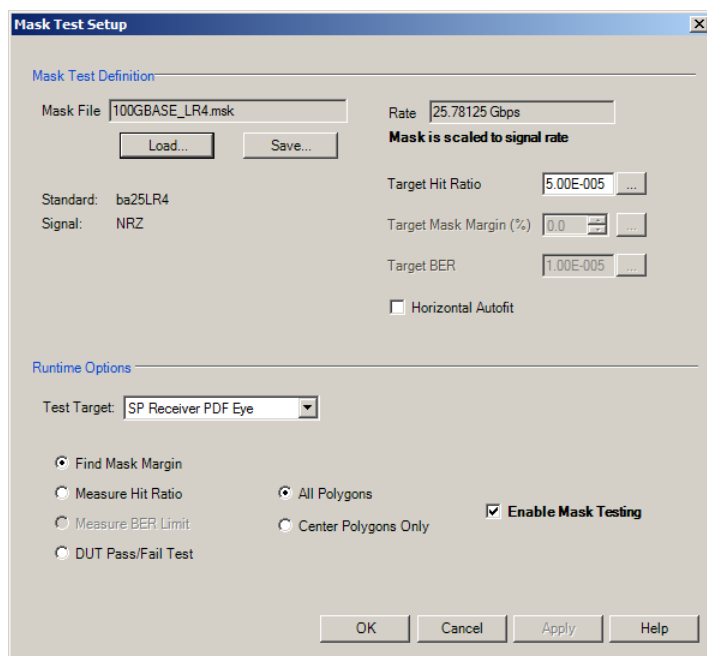 Mask Test Setup
Mask Test Definition
Mask File 100GBASE_LR4.msk
Load... Save...
Standard: ba25LR4
Signal: NRZ
Rate 25.78125 Gbps
Mask is scaled to signal rate
Target Hit Ratio 5.00E-005 ...
Target Mask Margin (%) 0.0 ...
Target BER 1.00E-005 ...
Horizontal Autofit
Runtime Options
Test Target: SP Receiver PDF Eye
Find Mask Margin
Measure Hit Ratio
Measure BER Limit
DUT Pass/Fail Test
All Polygons
Center Polygons Only
Enable Mask Testing
OK Cancel Apply Help